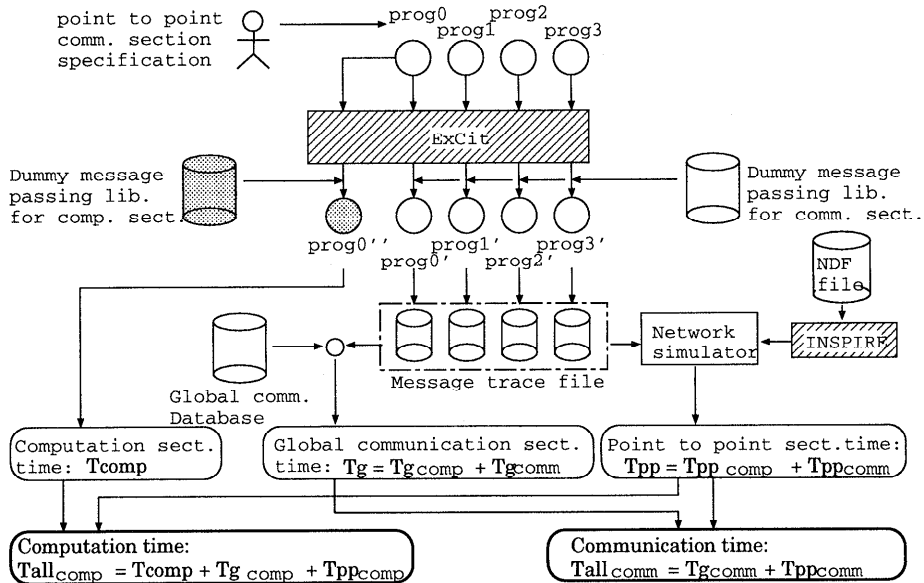 point to point
comm. section
specification
prog0
prog1
prog2
prog3
ExCit
Dummy message
passing lib.
for comp. sect.
Dummy message
passing lib.
for comm. sect.
prog0''
prog0'
prog1'
prog2'
prog3'
NDF
file
Network
simulator
INSPIRE
Global comm.
Database
Message trace file
Computation sect.
time: Tcomp
Global communication sect.
time: Tg = Tgcomp + Tgcomm
Point to point sect.time:
Tpp = Tpp comp + Tppcomm
Computation time:
Tallcomp = Tcomp + Tg comp + Tppcomp
Communication time:
Tallcomm = Tgcomm + Tppcomm